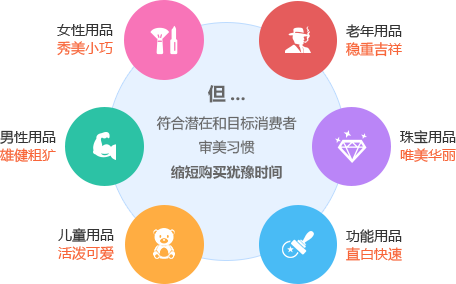 女性用品
秀美小巧
老年用品
稳重吉祥
但 ...
符合潜在和目标消费者
审美习惯
缩短购买犹豫时间
男性用品
雄健粗犷
珠宝用品
唯美华丽
儿童用品
活泼可爱
功能用品
直白快速